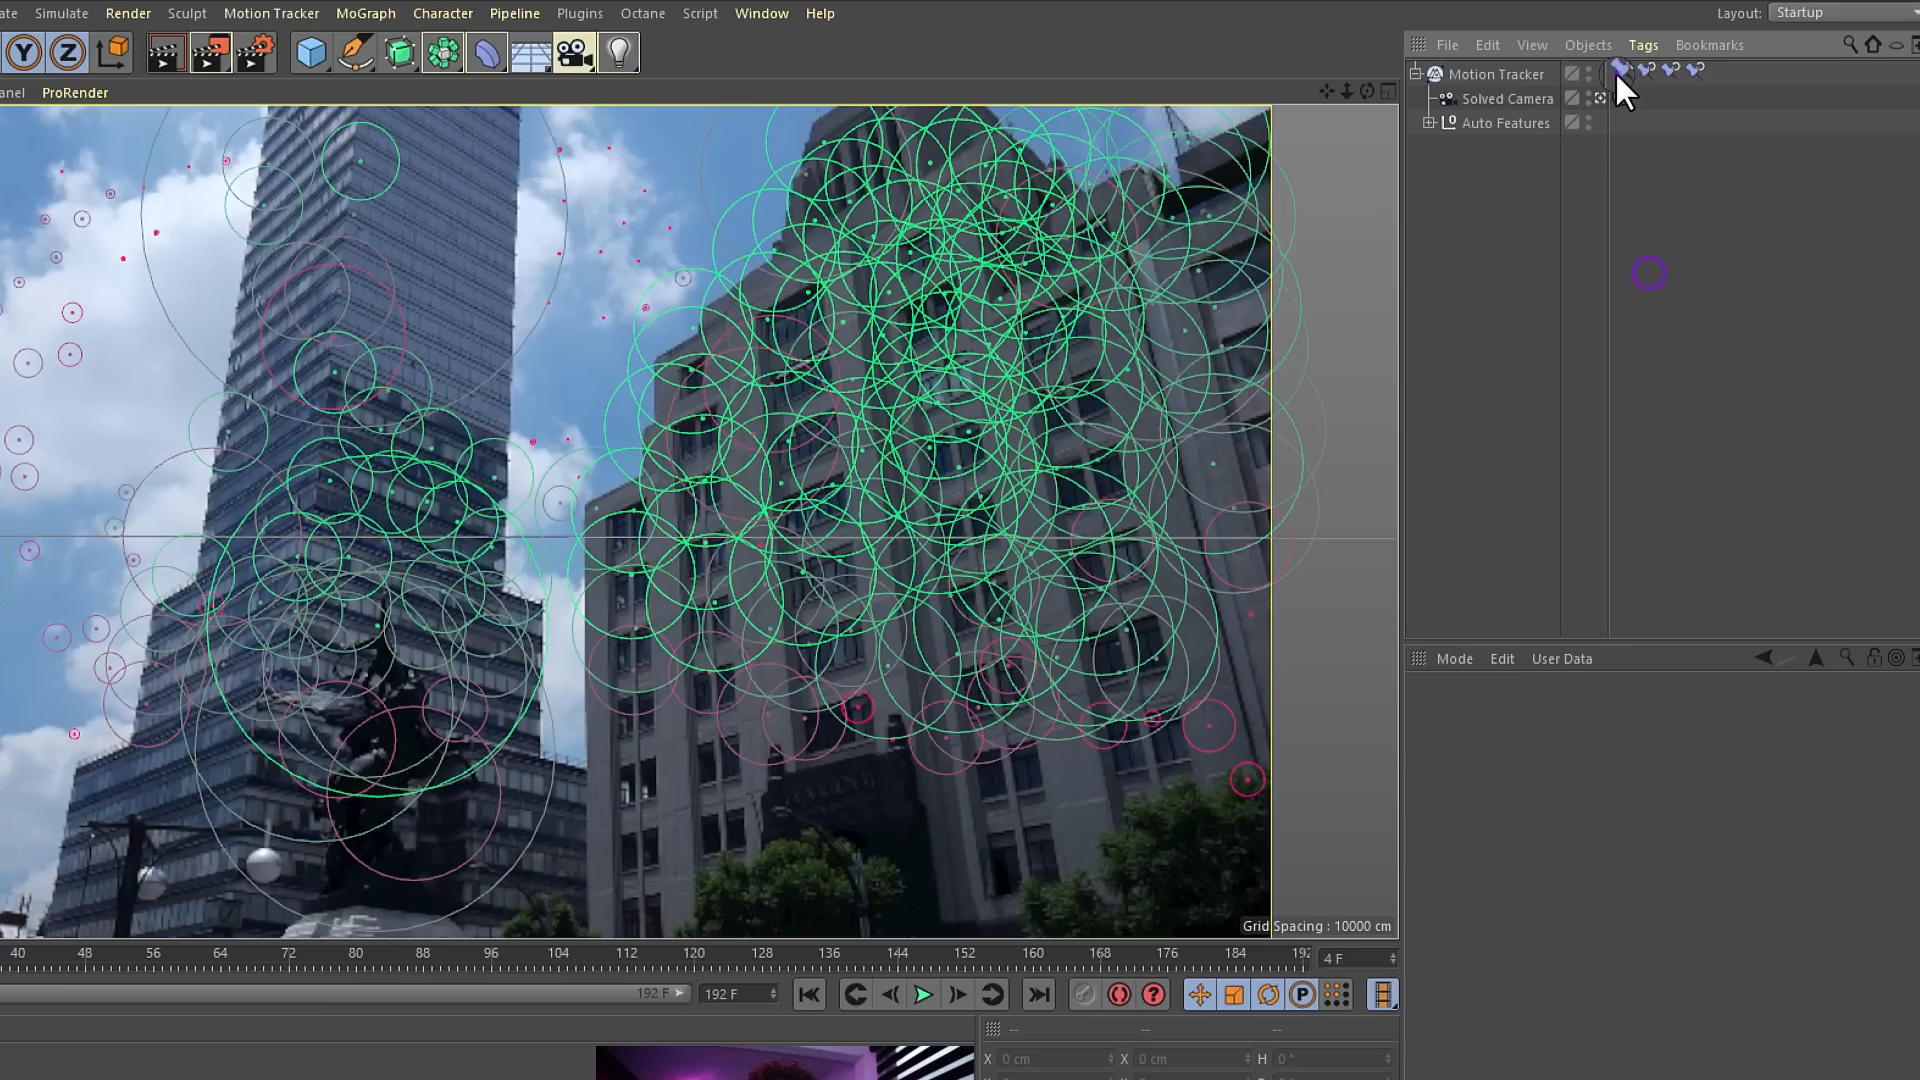 ate Simulate Render Sculpt Motion Tracker MoGraph Character Pipeline Plugins Octane Script Window Help Layout: Startup
Y Z
File Edit View Objects Tags Bookmarks
anel ProRender
Motion Tracker
Solved Camera
Auto Features
Mode Edit User Data
Grid Spacing : 10000 cm
40 48 56 64 72 80 88 96 104 112 120 128 136 144 152 160 168 176 184 192 4 F
192 F 192 F
P
-- -- --
X 0 cm X 0 cm H 0 °